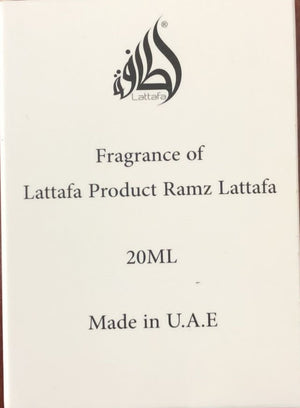 لطافة
®
Lattafa
Fragrance of
Lattafa Product Ramz Lattafa
20ML
Made in U.A.E